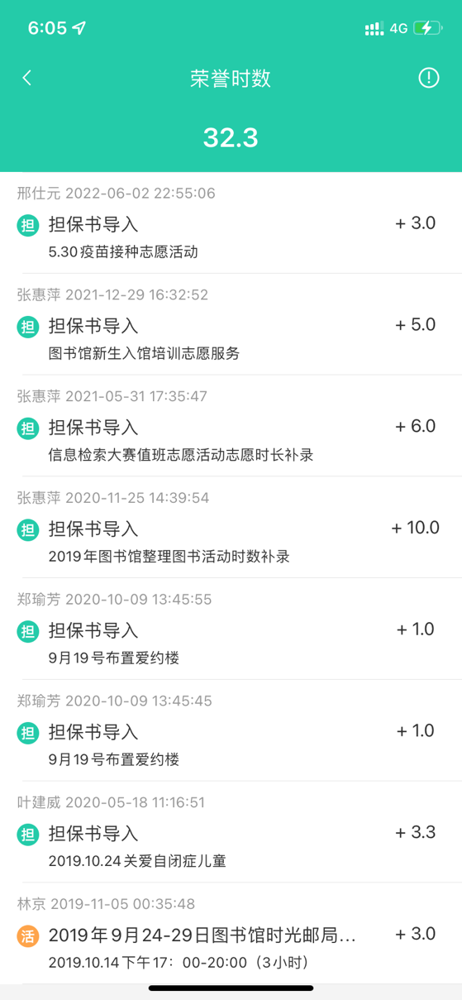 6:05
4G
荣誉时数
32.3
邢仕元 2022-06-02 22:55:06
担 担保书导入 + 3.0
5.30疫苗接种志愿活动
张惠萍 2021-12-29 16:32:52
担 担保书导入 + 5.0
图书馆新生入馆培训志愿服务
张惠萍 2021-05-31 17:35:47
担 担保书导入 + 6.0
信息检索大赛值班志愿活动志愿时长补录
张惠萍 2020-11-25 14:39:54
担 担保书导入 + 10.0
2019年图书馆整理图书活动时数补录
郑瑜芳 2020-10-09 13:45:55
担 担保书导入 + 1.0
9月19号布置爱约楼
郑瑜芳 2020-10-09 13:45:45
担 担保书导入 + 1.0
9月19号布置爱约楼
叶建威 2020-05-18 11:16:51
担 担保书导入 + 3.3
2019.10.24关爱自闭症儿童
林京 2019-11-05 00:35:48
活 2019年9月24-29日图书馆时光邮局... + 3.0
2019.10.14下午17：00-20:00（3小时）